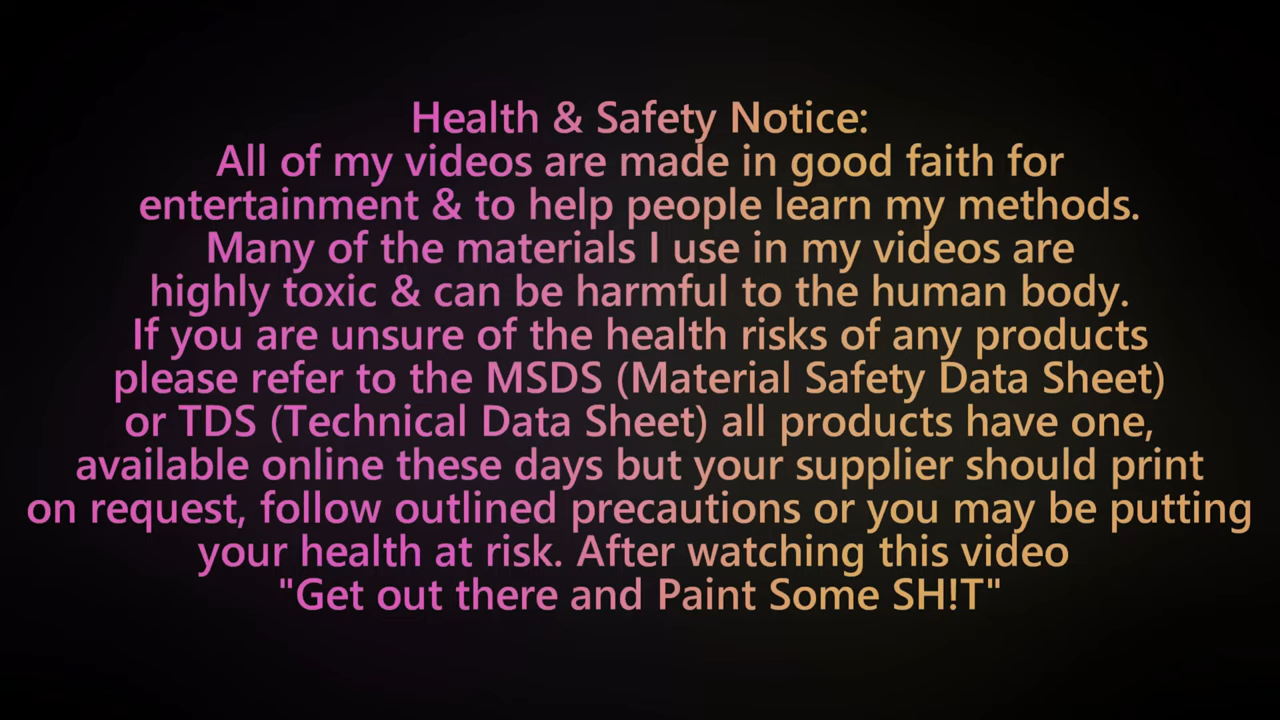 Health & Safety Notice:
All of my videos are made in good faith for
entertainment & to help people learn my methods.
Many of the materials I use in my videos are
highly toxic & can be harmful to the human body.
If you are unsure of the health risks of any products
please refer to the MSDS (Material Safety Data Sheet)
or TDS (Technical Data Sheet) all products have one,
available online these days but your supplier should print
on request, follow outlined precautions or you may be putting
your health at risk. After watching this video
"Get out there and Paint Some SH!T"